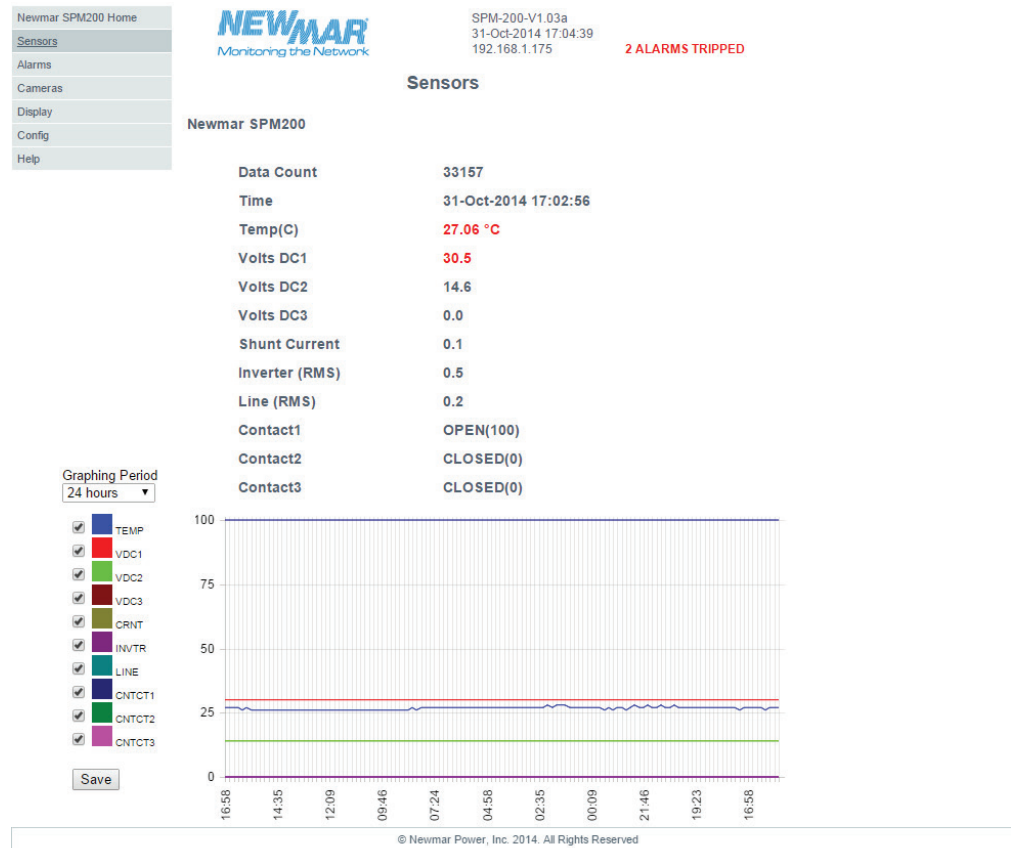 Newmar SPM200 Home
Sensors
Alarms
Cameras
Display
Config
Help
NEWMAR
Monitoring the Network
SPM-200-V1.03a
31-Oct-2014 17:04:39
192.168.1.175 2 ALARMS TRIPPED
Sensors
Newmar SPM200
Data Count 33157
Time 31-Oct-2014 17:02:56
Temp(C) 27.06 °C
Volts DC1 30.5
Volts DC2 14.6
Volts DC3 0.0
Shunt Current 0.1
Inverter (RMS) 0.5
Line (RMS) 0.2
Contact1 OPEN(100)
Contact2 CLOSED(0)
Contact3 CLOSED(0)
Graphing Period
24 hours
TEMP
VDC1
VDC2
VDC3
CRNT
INVTR
LINE
CNTCT1
CNTCT2
CNTCT3
Save
100
75
50
25
0
16:58
14:35
12:09
09:46
07:24
04:58
02:35
00:09
21:46
19:23
16:58
© Newmar Power, Inc. 2014. All Rights Reserved